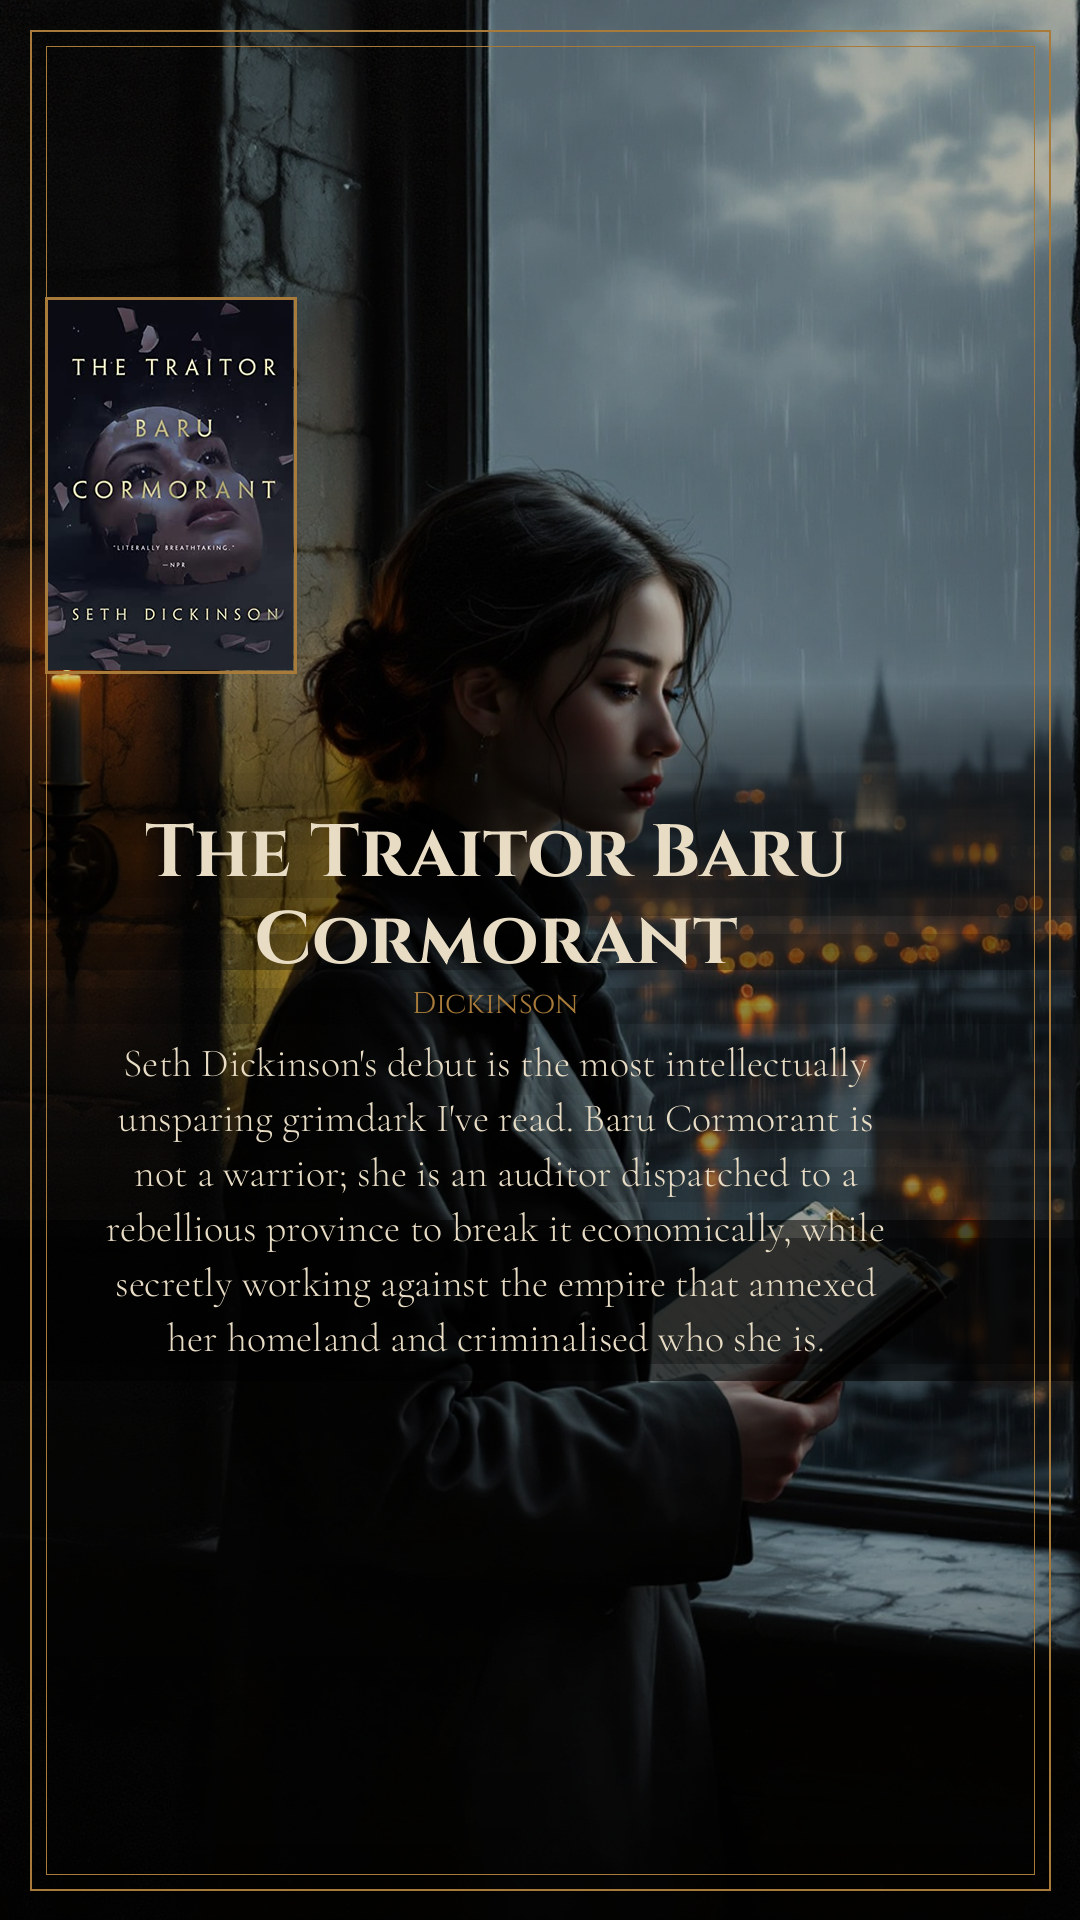 THE TRAITOR
BARU
CORMORANT
"LITERALLY BREATHTAKING."
—NPR
SETH DICKINSON
The Traitor Baru
Cormorant
Dickinson
Seth Dickinson's debut is the most intellectually
unsparing grimdark I've read. Baru Cormorant is
not a warrior; she is an auditor dispatched to a
rebellious province to break it economically, while
secretly working against the empire that annexed
her homeland and criminalised who she is.